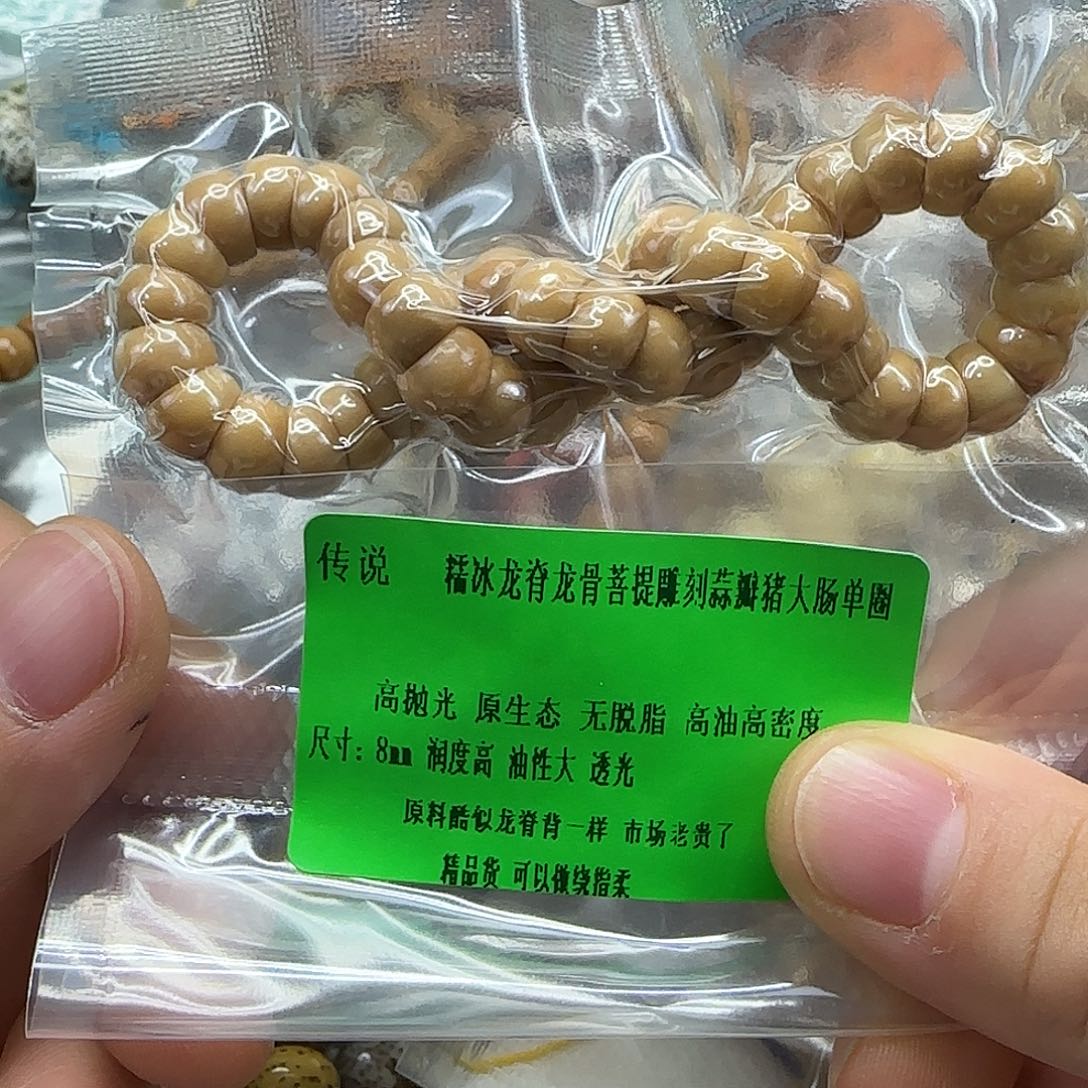 传说 糯冰龙脊龙骨菩提雕刻蒜瓣猪大肠单圈
高抛光 原生态 无脱脂 高油高密度
尺寸：8mm 润度高 油性大 透光
原料酷似龙脊背一样 市场老贵了
精品货 可以做绕指柔